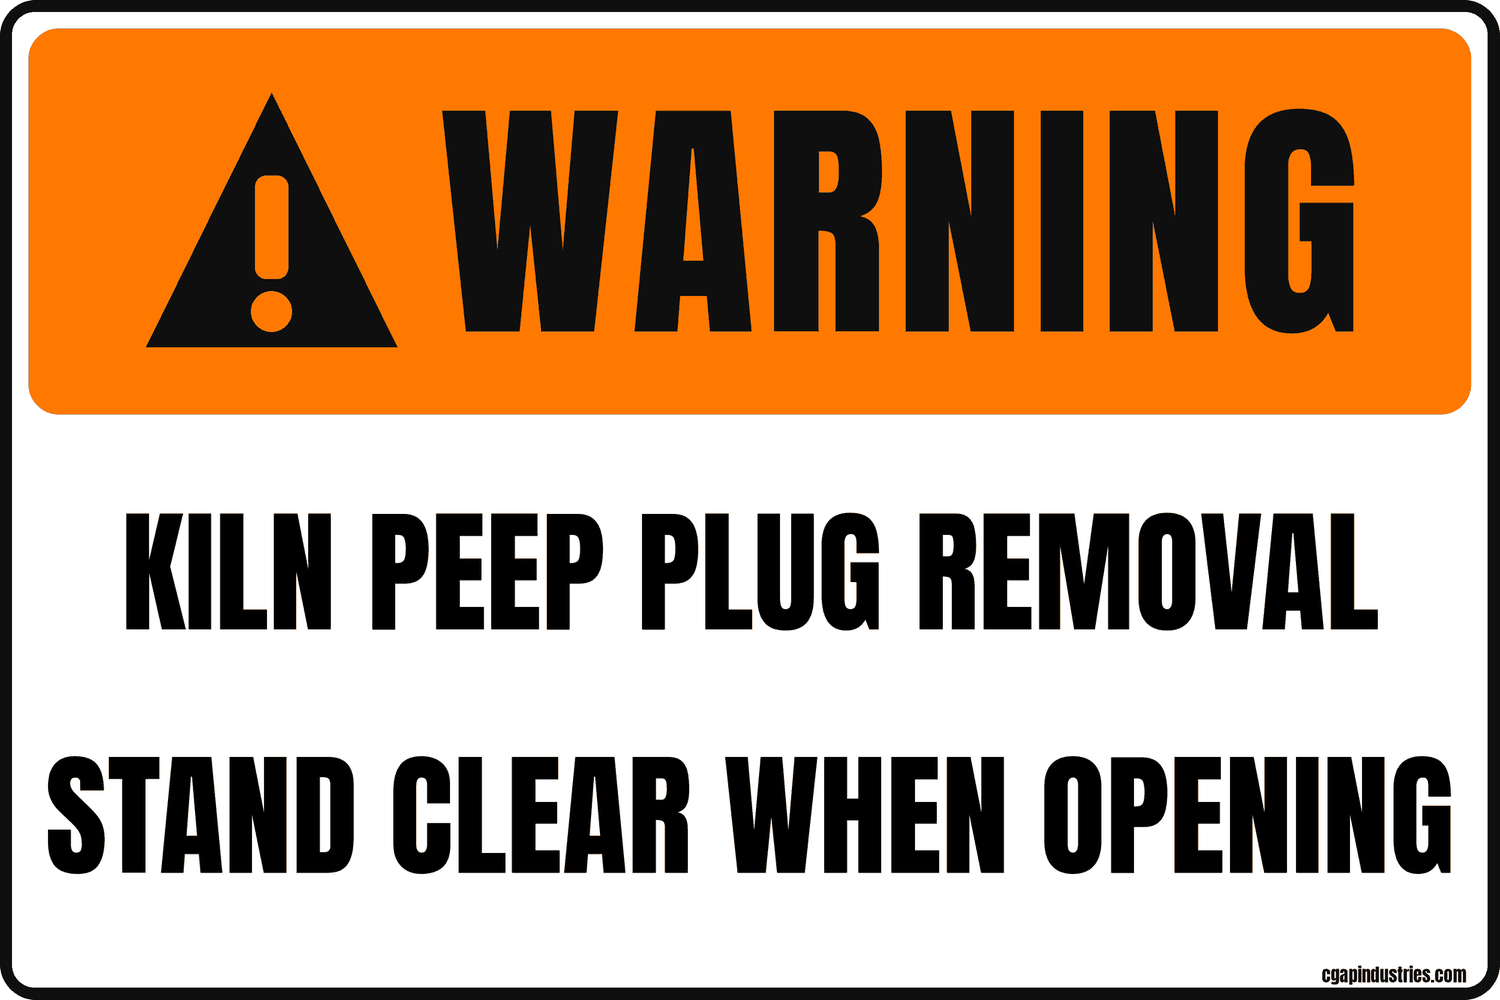 WARNING
KILN PEEP PLUG REMOVAL
STAND CLEAR WHEN OPENING
cgapindustries.com